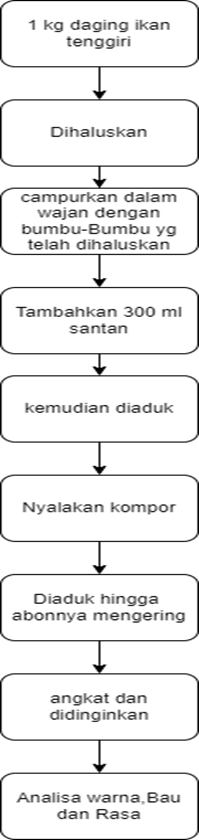 1 kg daging ikan
tenggiri
Dihaluskan
campurkan dalam
wajan dengan
bumbu-Bumbu yg
telah dihaluskan
Tambahkan 300 ml
santan
kemudian diaduk
Nyalakan kompor
Diaduk hingga
abonnya mengering
angkat dan
didinginkan
Analisa warna,Bau
dan Rasa